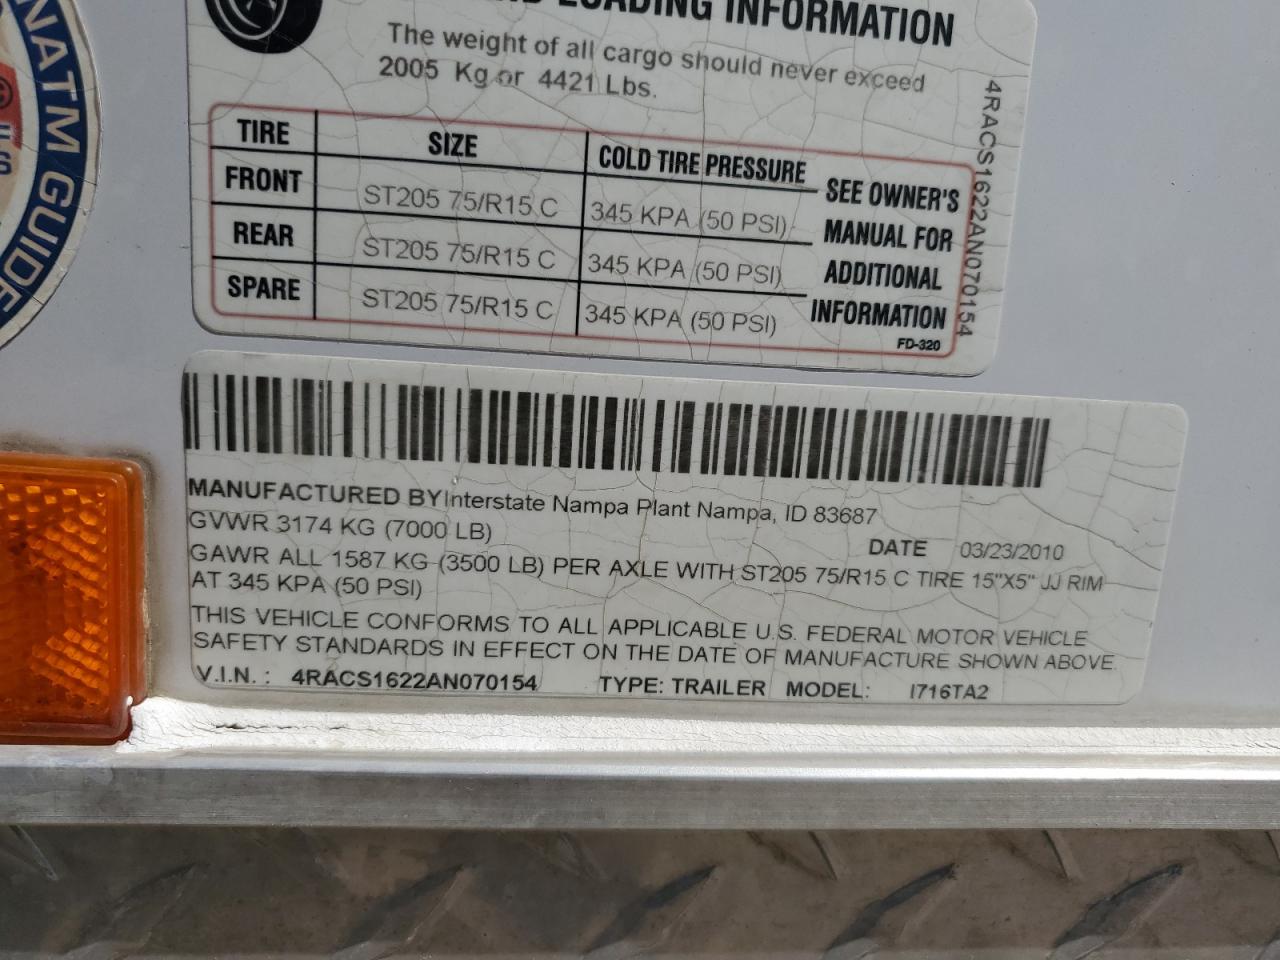 NATM GUIDE
LOADING INFORMATION
The weight of all cargo should never exceed
2005 Kg or 4421 Lbs.
TIRE SIZE COLD TIRE PRESSURE
FRONT ST205 75/R15 C 345 KPA (50 PSI)
REAR ST205 75/R15 C 345 KPA (50 PSI)
SPARE ST205 75/R15 C 345 KPA (50 PSI)
SEE OWNER'S
MANUAL FOR
ADDITIONAL
INFORMATION
FD-320
4RACS1622AN070154
MANUFACTURED BY Interstate Nampa Plant Nampa, ID 83687
GVWR 3174 KG (7000 LB)
DATE 03/23/2010
GAWR ALL 1587 KG (3500 LB) PER AXLE WITH ST205 75/R15 C TIRE 15"X5" JJ RIM
AT 345 KPA (50 PSI)
THIS VEHICLE CONFORMS TO ALL APPLICABLE U.S. FEDERAL MOTOR VEHICLE
SAFETY STANDARDS IN EFFECT ON THE DATE OF MANUFACTURE SHOWN ABOVE.
V.I.N.: 4RACS1622AN070154 TYPE: TRAILER MODEL: I716TA2